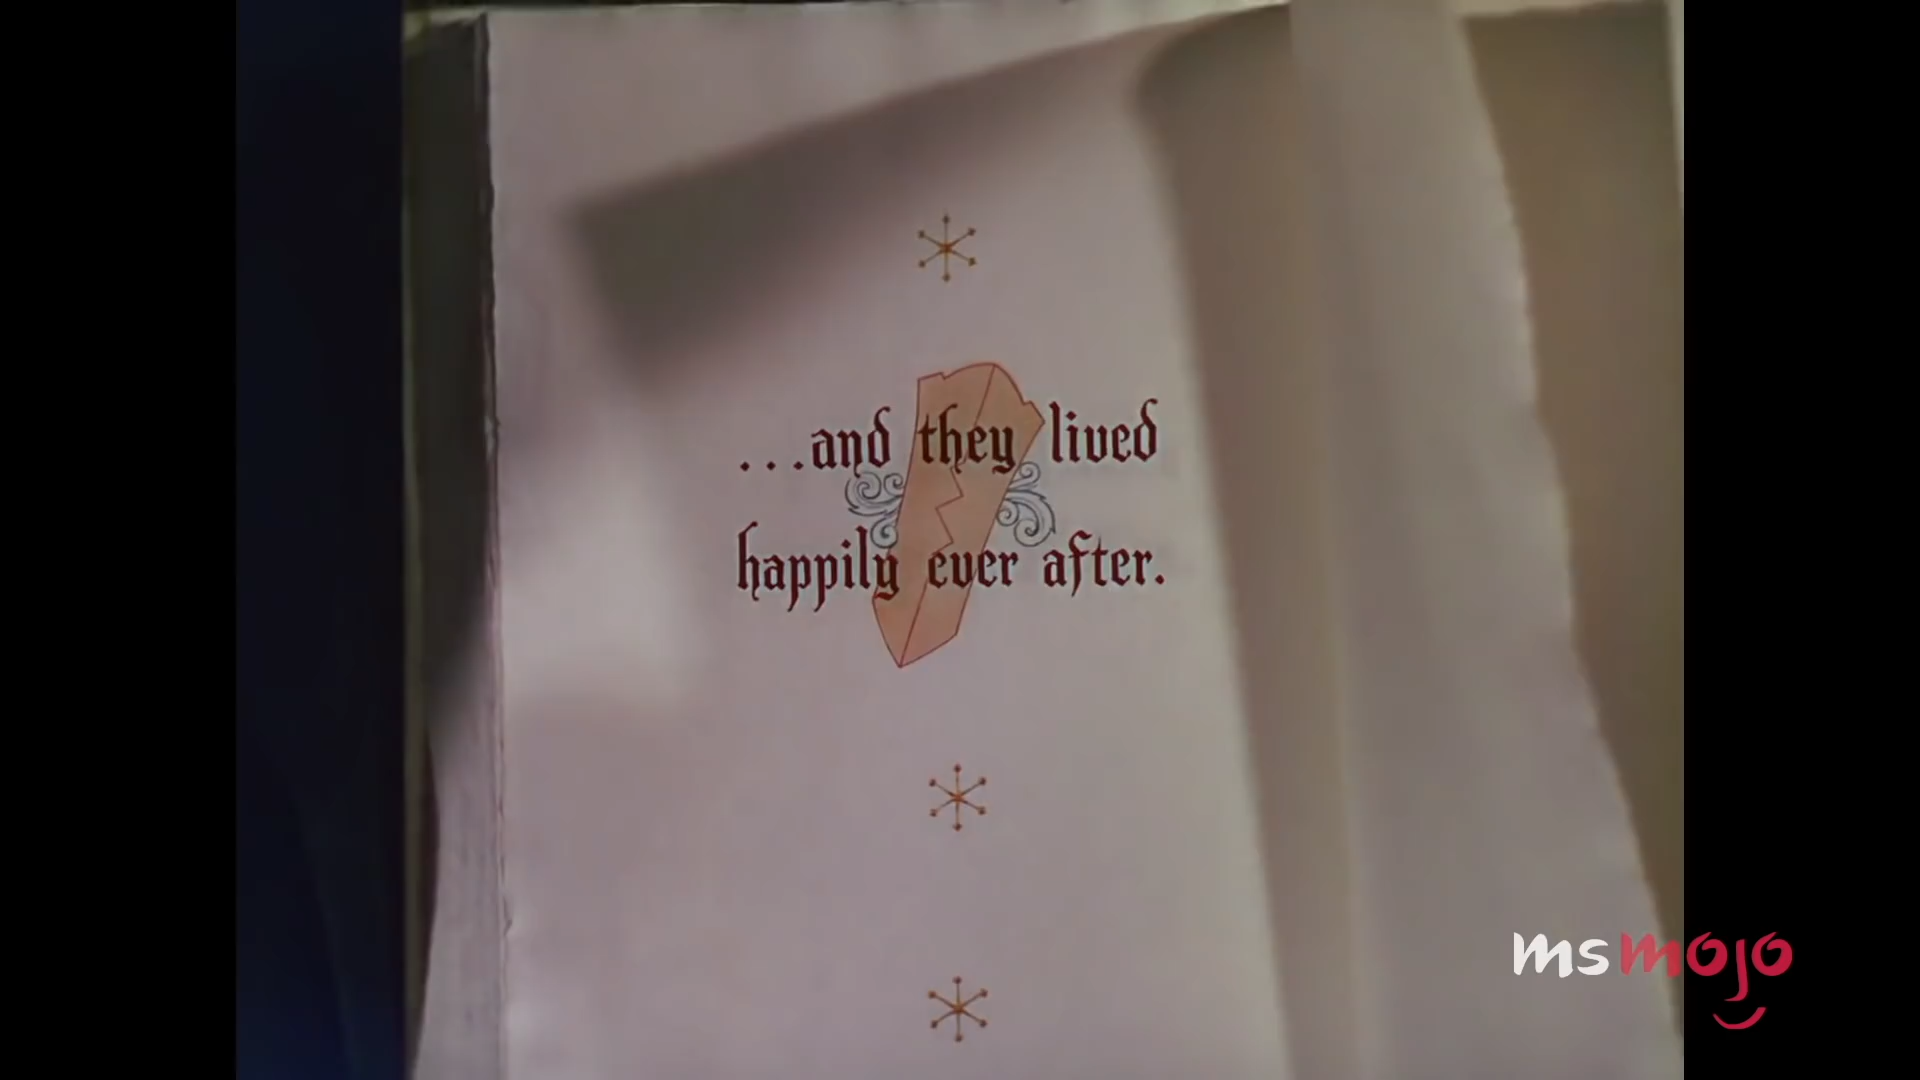 ...and they lived
happily ever after.
msmojo